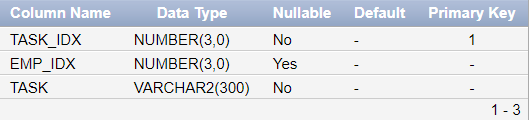 Column Name Data Type Nullable Default Primary Key
TASK_IDX NUMBER(3,0) No - 1
EMP_IDX NUMBER(3,0) Yes - -
TASK VARCHAR2(300) No - -
1 - 3